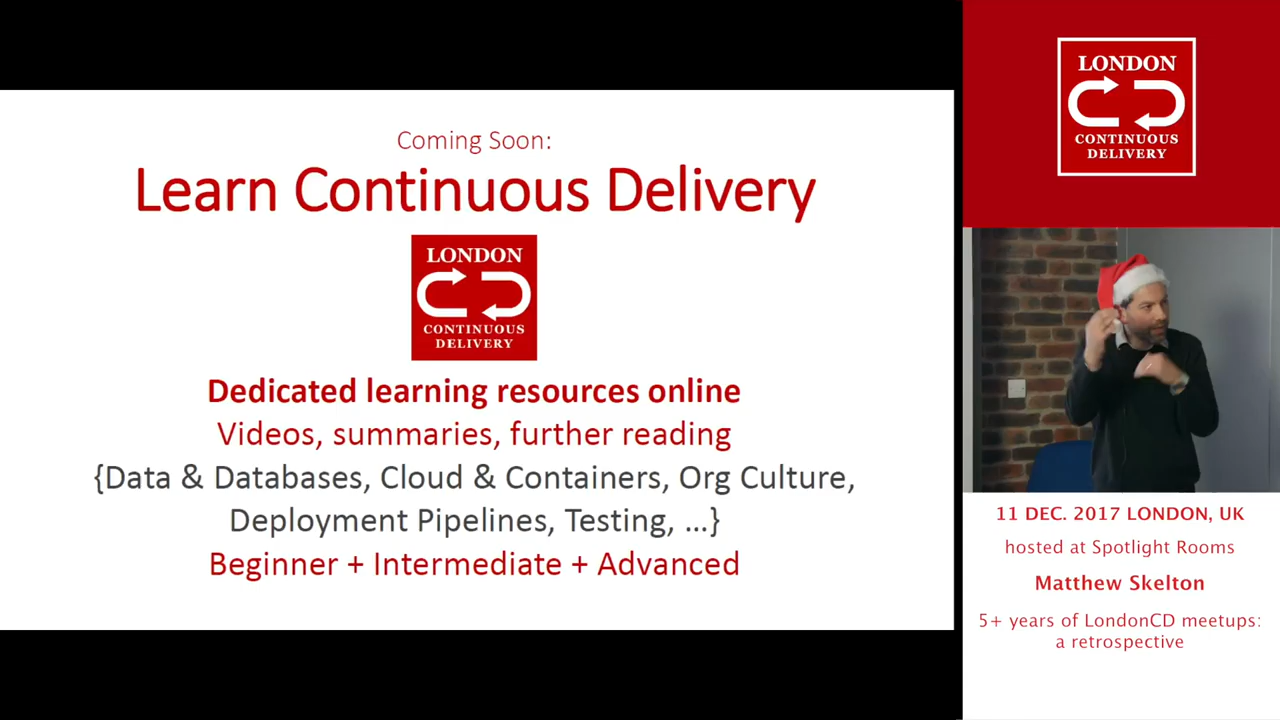 Coming Soon:
Learn Continuous Delivery
LONDON
CONTINUOUS
DELIVERY
Dedicated learning resources online
Videos, summaries, further reading
{Data & Databases, Cloud & Containers, Org Culture,
Deployment Pipelines, Testing, ...}
Beginner + Intermediate + Advanced
LONDON
CONTINUOUS
DELIVERY
11 DEC. 2017 LONDON, UK
hosted at Spotlight Rooms
Matthew Skelton
5+ years of LondonCD meetups:
a retrospective